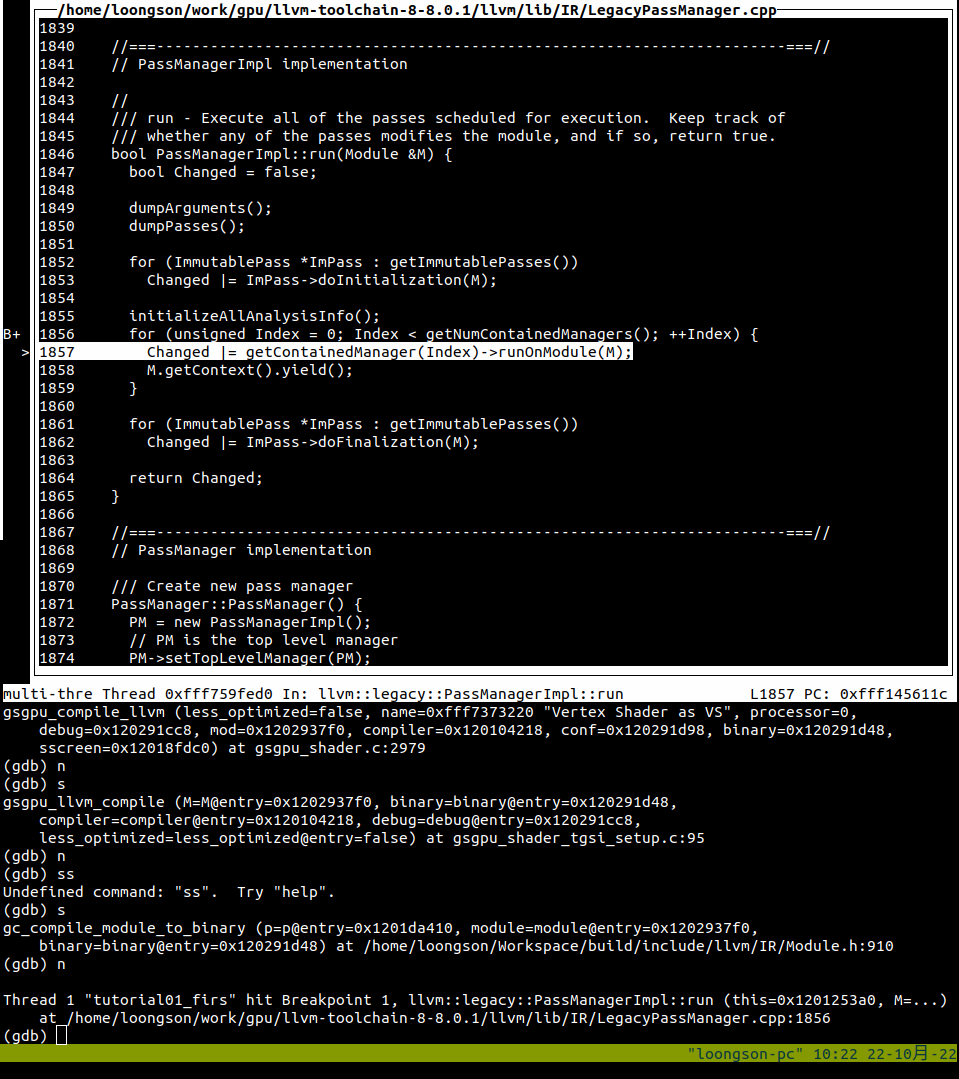 /home/loongson/work/gpu/llvm-toolchain-8-8.0.1/llvm/lib/IR/LegacyPassManager.cpp
1839
1840    //===----------------------------------------------------------------------===//
1841    // PassManagerImpl implementation
1842
1843    //
1844    /// run - Execute all of the passes scheduled for execution.  Keep track of
1845    /// whether any of the passes modifies the module, and if so, return true.
1846    bool PassManagerImpl::run(Module &M) {
1847      bool Changed = false;
1848
1849      dumpArguments();
1850      dumpPasses();
1851
1852      for (ImmutablePass *ImPass : getImmutablePasses())
1853        Changed |= ImPass->doInitialization(M);
1854
1855      initializeAllAnalysisInfo();
B+ 1856      for (unsigned Index = 0; Index < getNumContainedManagers(); ++Index) {
> 1857        Changed |= getContainedManager(Index)->runOnModule(M);
1858        M.getContext().yield();
1859      }
1860
1861      for (ImmutablePass *ImPass : getImmutablePasses())
1862        Changed |= ImPass->doFinalization(M);
1863
1864      return Changed;
1865    }
1866
1867    //===----------------------------------------------------------------------===//
1868    // PassManager implementation
1869
1870    /// Create new pass manager
1871    PassManager::PassManager() {
1872      PM = new PassManagerImpl();
1873      // PM is the top level manager
1874      PM->setTopLevelManager(PM);
multi-thre Thread 0xfff759fed0 In: llvm::legacy::PassManagerImpl::run              L1857 PC: 0xfff145611c
gsgpu_compile_llvm (less_optimized=false, name=0xfff7373220 "Vertex Shader as VS", processor=0,
    debug=0x120291cc8, mod=0x1202937f0, compiler=0x120104218, conf=0x120291d98, binary=0x120291d48,
    sscreen=0x12018fdc0) at gsgpu_shader.c:2979
(gdb) n
(gdb) s
gsgpu_llvm_compile (M=M@entry=0x1202937f0, binary=binary@entry=0x120291d48,
    compiler=compiler@entry=0x120104218, debug=debug@entry=0x120291cc8,
    less_optimized=less_optimized@entry=false) at gsgpu_shader_tgsi_setup.c:95
(gdb) n
(gdb) ss
Undefined command: "ss".  Try "help".
(gdb) s
gc_compile_module_to_binary (p=p@entry=0x1201da410, module=module@entry=0x1202937f0,
    binary=binary@entry=0x120291d48) at /home/loongson/Workspace/build/include/llvm/IR/Module.h:910
(gdb) n
Thread 1 "tutorial01_firs" hit Breakpoint 1, llvm::legacy::PassManagerImpl::run (this=0x1201253a0, M=...)
    at /home/loongson/work/gpu/llvm-toolchain-8-8.0.1/llvm/lib/IR/LegacyPassManager.cpp:1856
(gdb)
"loongson-pc" 10:22 22-10月-22